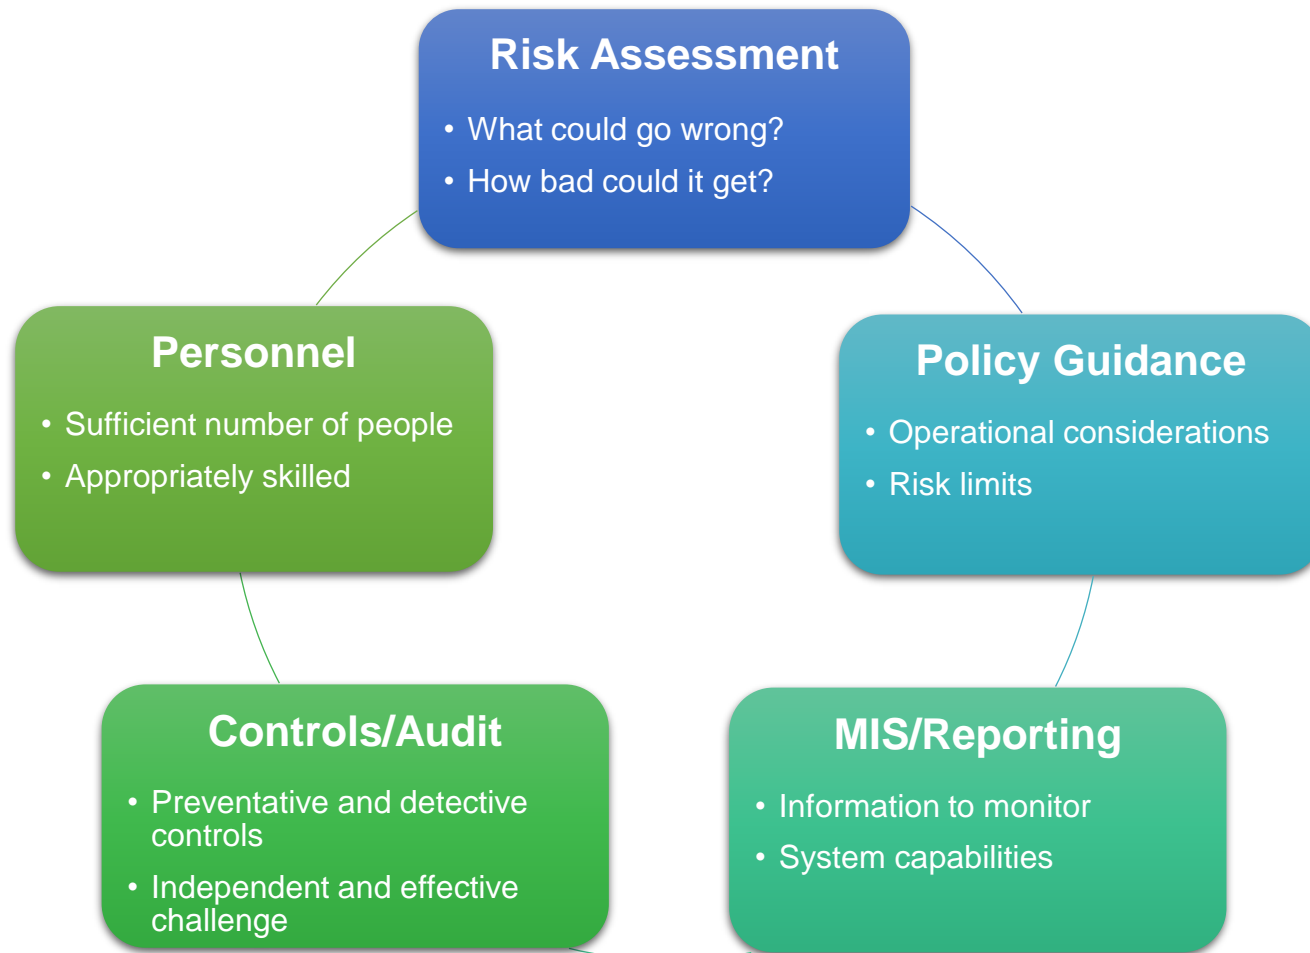 Risk Assessment
• What could go wrong?
• How bad could it get?
Personnel
• Sufficient number of people
• Appropriately skilled
Policy Guidance
• Operational considerations
• Risk limits
Controls/Audit
• Preventative and detective
controls
• Independent and effective
challenge
MIS/Reporting
• Information to monitor
• System capabilities